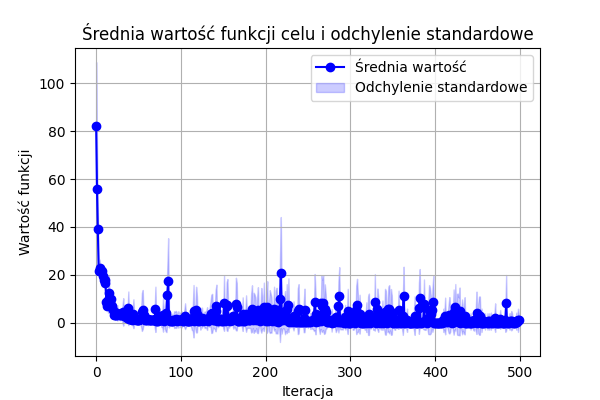 Średnia wartość funkcji celu i odchylenie standardowe
Średnia wartość
Odchylenie standardowe
Wartość funkcji
100
80
60
40
20
0
0 100 200 300 400 500
Iteracja